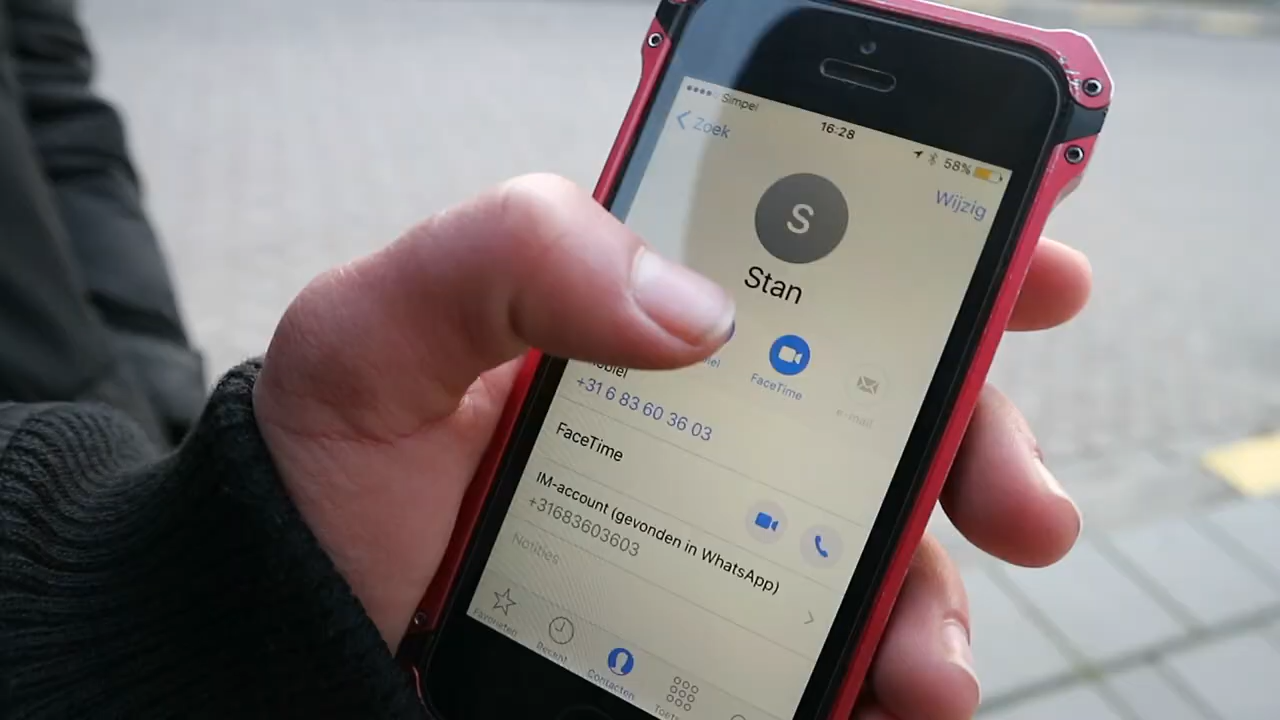 Simpel
16:28
58%
Zoek
Wijzig
S
Stan
FaceTime
e-mail
+31 6 83 60 36 03
FaceTime
IM-account (gevonden in WhatsApp)
+31683603603
Notities
Favorieten
Recent
Contacten